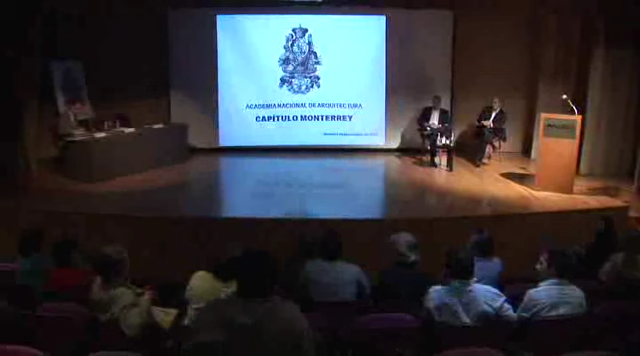 ACADEMIA NACIONAL DE ARQUITECTURA
CAPÍTULO MONTERREY